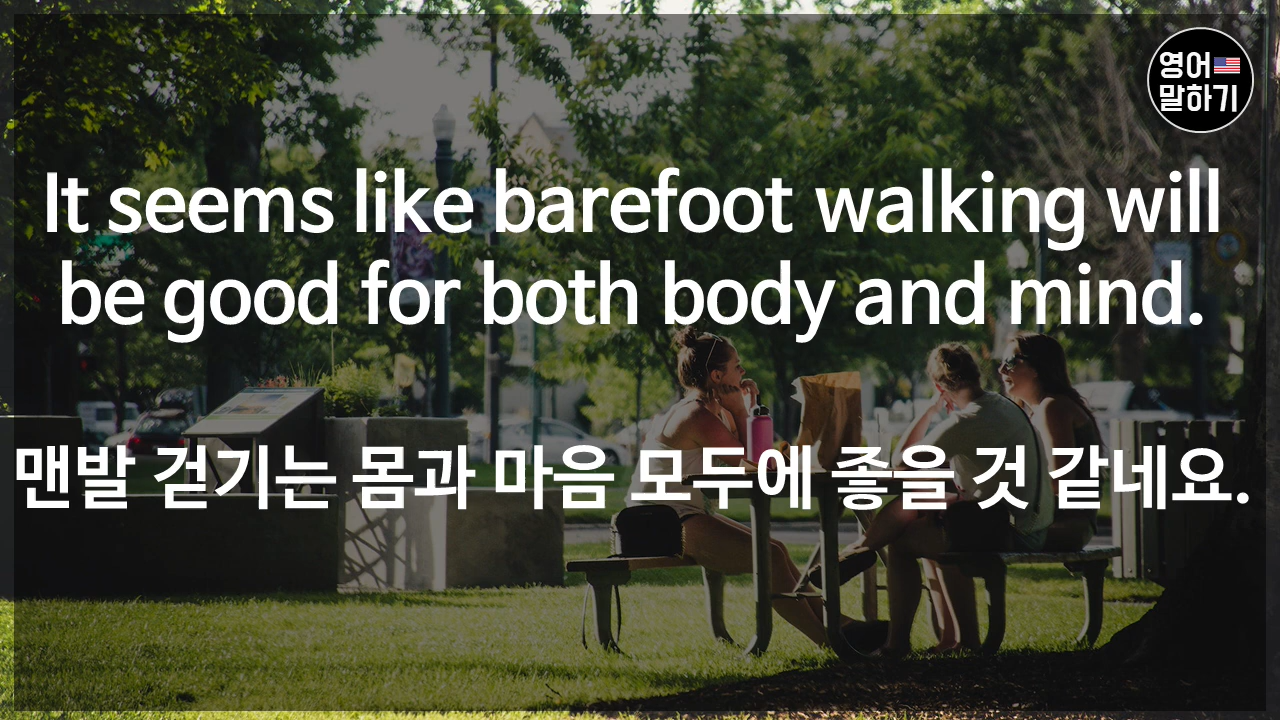 영어
말하기
It seems like barefoot walking will
be good for both body and mind.
맨발 걷기는 몸과 마음 모두에 좋을 것 같네요.